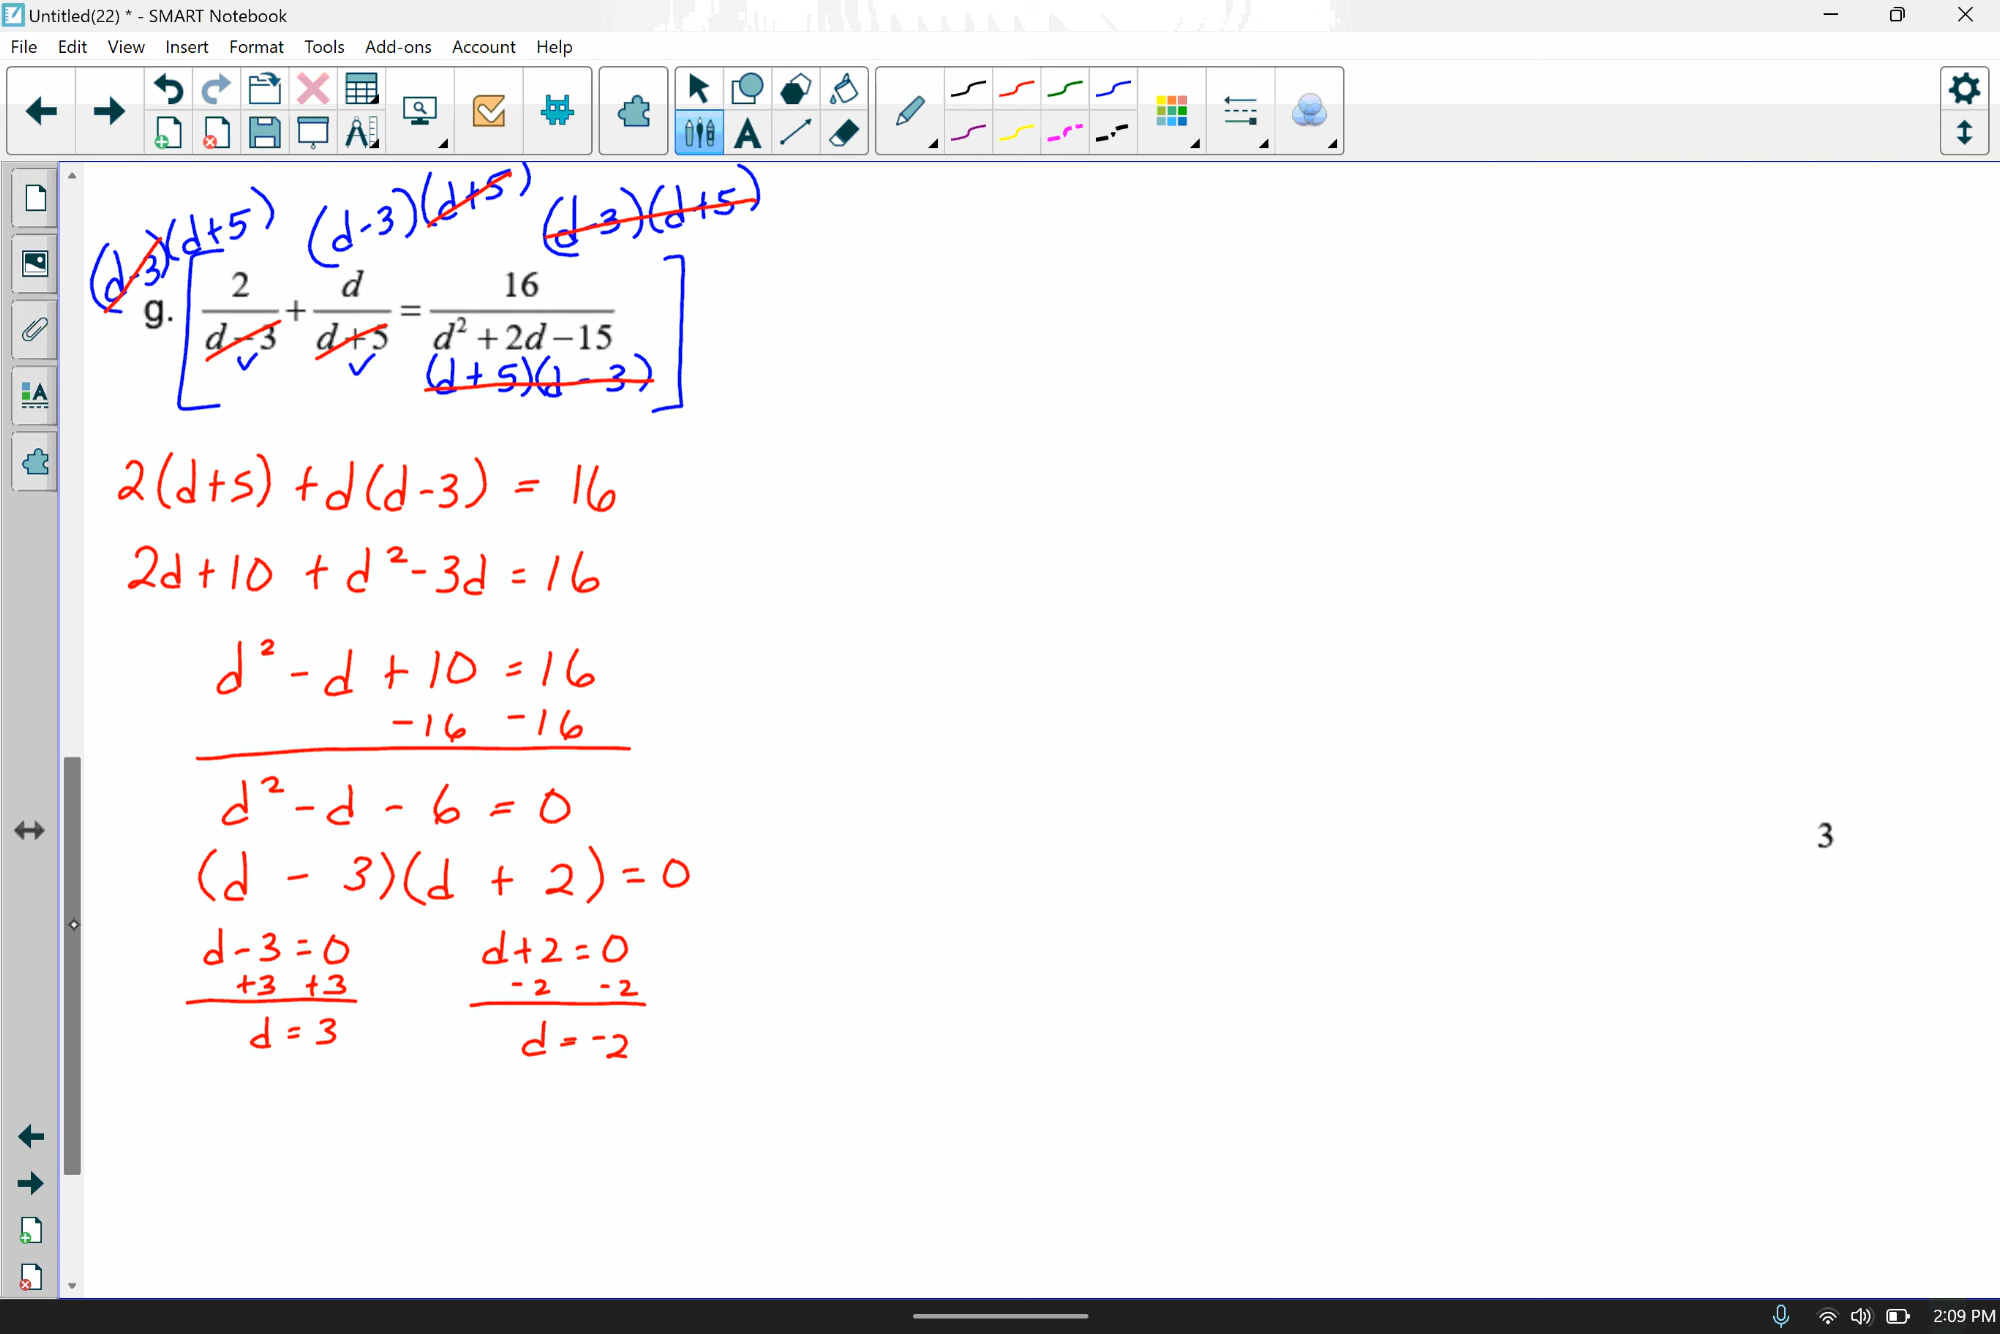 Untitled(22) * - SMART Notebook
File Edit View Insert Format Tools Add-ons Account Help
(d-3)(d+5) (d-3)(d+5) (d-3)(d+5)
g. [ 2/(d-3) + d/(d+5) = 16/(d² + 2d - 15) ]
(d+5)(d-3)
2(d+5) + d(d-3) = 16
2d+10 + d²-3d = 16
d² - d + 10 = 16
-16 -16
d² - d - 6 = 0
(d - 3)(d + 2) = 0
d-3=0 d+2=0
+3 +3 -2 -2
d = 3 d = -2
3
2:09 PM